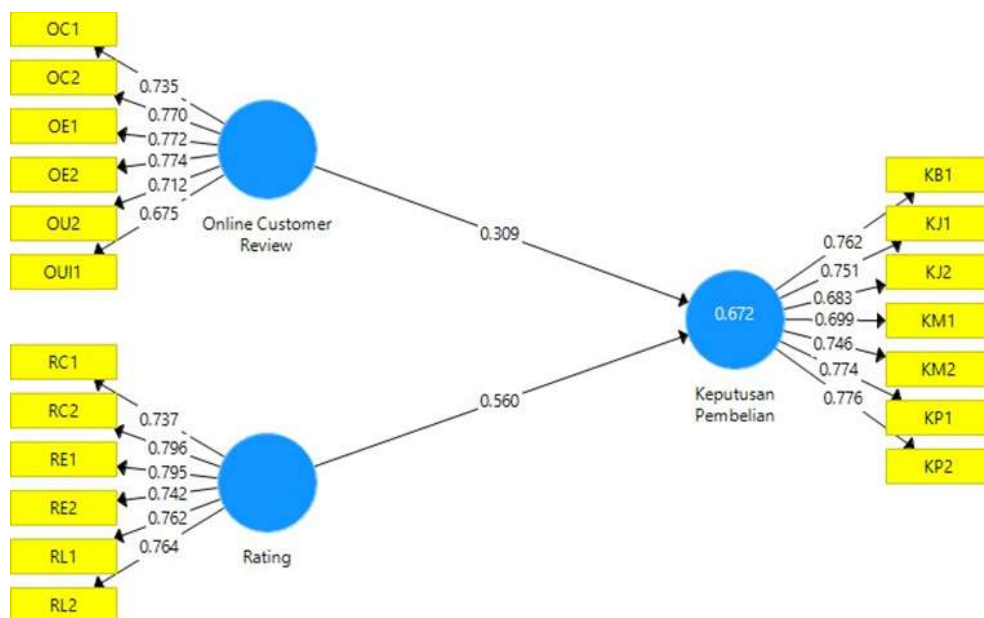 OC1
OC2
OE1
OE2
OU2
OUI1
0.735
0.770
0.772
0.774
0.712
0.675
Online Customer
Review
0.309
RC1
RC2
RE1
RE2
RL1
RL2
0.737
0.796
0.795
0.742
0.762
0.764
Rating
0.560
0.672
Keputusan
Pembelian
0.762
0.751
0.683
0.699
0.746
0.774
0.776
KB1
KJ1
KJ2
KM1
KM2
KP1
KP2